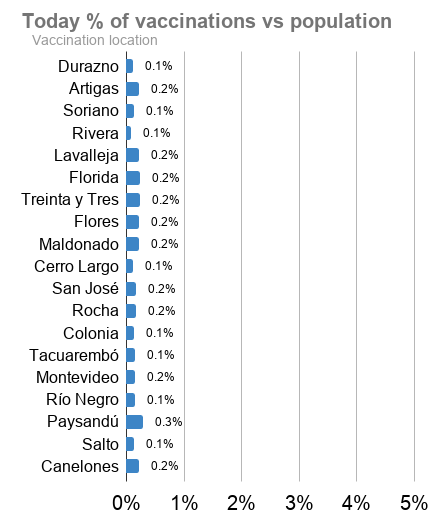 Today % of vaccinations vs population
Vaccination location
Durazno 0.1%
Artigas 0.2%
Soriano 0.1%
Rivera 0.1%
Lavalleja 0.2%
Florida 0.2%
Treinta y Tres 0.2%
Flores 0.2%
Maldonado 0.2%
Cerro Largo 0.1%
San José 0.2%
Rocha 0.2%
Colonia 0.1%
Tacuarembó 0.1%
Montevideo 0.2%
Río Negro 0.1%
Paysandú 0.3%
Salto 0.1%
Canelones 0.2%
0% 1% 2% 3% 4% 5%